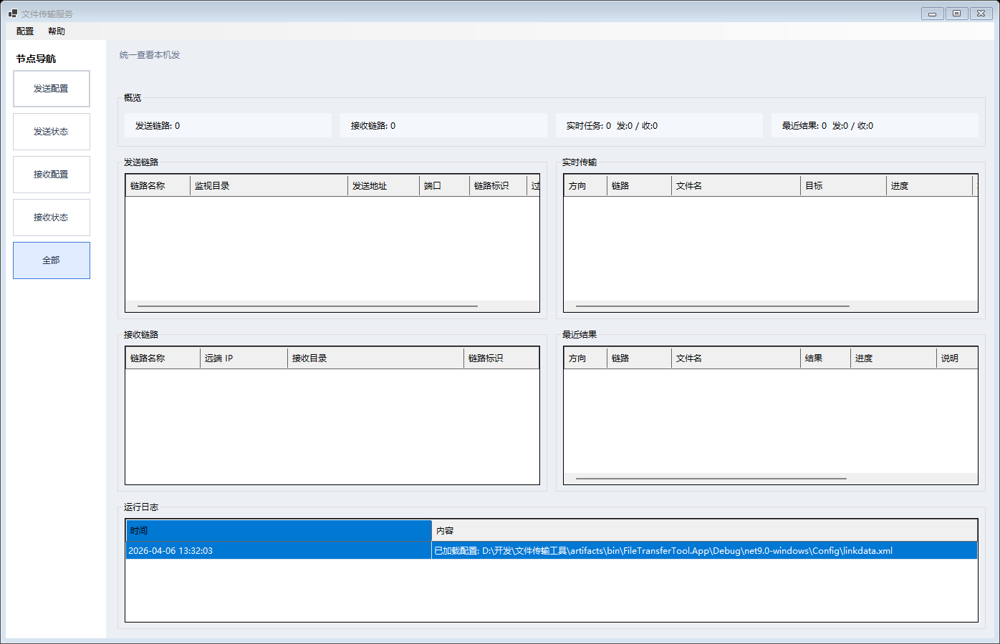 文件传输服务
配置 帮助
节点导航
发送配置
发送状态
接收配置
接收状态
全部
统一查看本机发
概览
发送链路: 0
接收链路: 0
实时任务: 0 发:0 / 收:0
最近结果: 0 发:0 / 收:0
发送链路
链路名称 监视目录 发送地址 端口 链路标识 过
实时传输
方向 链路 文件名 目标 进度
接收链路
链路名称 远端 IP 接收目录 链路标识
最近结果
方向 链路 文件名 结果 进度 说明
运行日志
时间 内容
2026-04-06 13:32:03 已加载配置: D:\开发\文件传输工具\artifacts\bin\FileTransferTool.App\Debug\net9.0-windows\Config\linkdata.xml